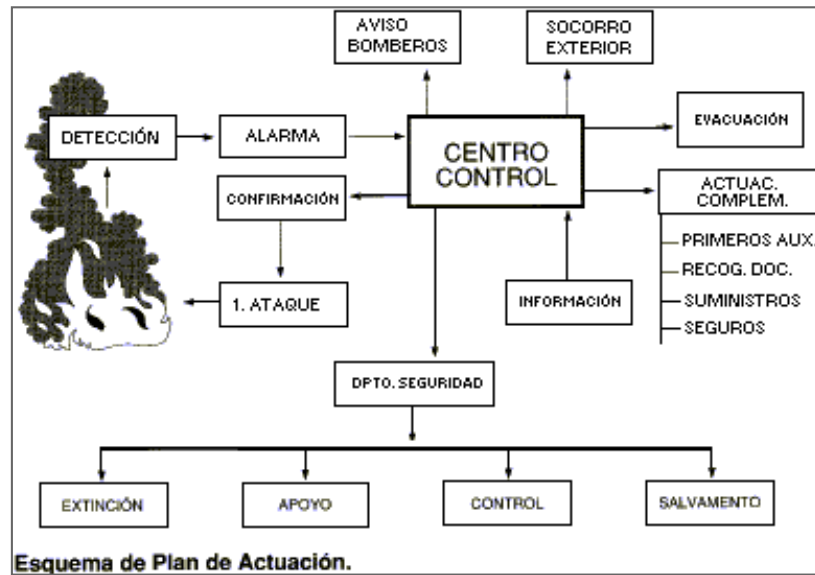 AVISO
BOMBEROS
SOCORRO
EXTERIOR
DETECCIÓN
ALARMA
CENTRO
CONTROL
EVACUACIÓN
CONFIRMACIÓN
ACTUAC.
COMPLEM.
PRIMEROS AUX.
RECOG. DOC.
SUMINISTROS
SEGUROS
1. ATAQUE
INFORMACIÓN
DPTO. SEGURIDAD
EXTINCIÓN
APOYO
CONTROL
SALVAMENTO
Esquema de Plan de Actuación.